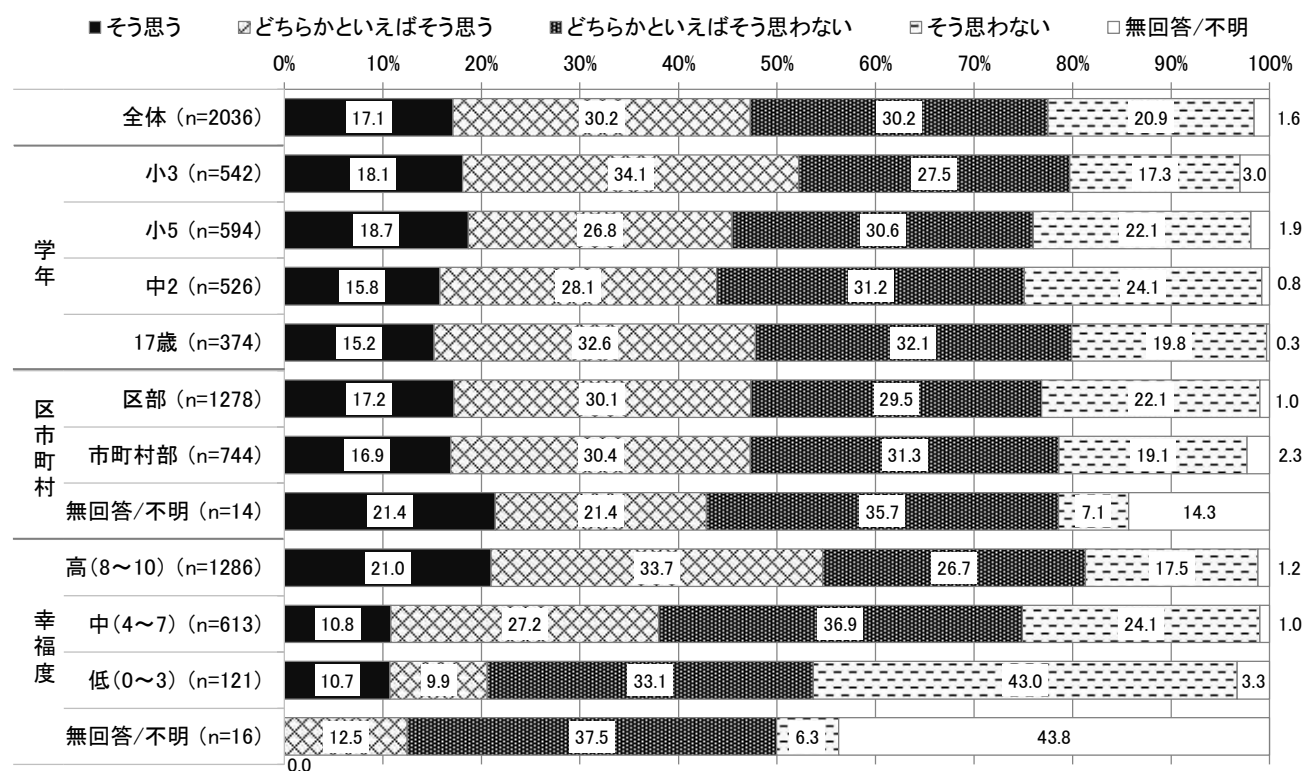 ■そう思う ▨どちらかといえばそう思う ■どちらかといえばそう思わない □そう思わない □無回答/不明
0% 10% 20% 30% 40% 50% 60% 70% 80% 90% 100%
全体 (n=2036) 17.1 30.2 30.2 20.9 1.6
学年
小3 (n=542) 18.1 34.1 27.5 17.3 3.0
小5 (n=594) 18.7 26.8 30.6 22.1 1.9
中2 (n=526) 15.8 28.1 31.2 24.1 0.8
17歳 (n=374) 15.2 32.6 32.1 19.8 0.3
区市町村
区部 (n=1278) 17.2 30.1 29.5 22.1 1.0
市町村部 (n=744) 16.9 30.4 31.3 19.1 2.3
無回答/不明 (n=14) 21.4 21.4 35.7 7.1 14.3
幸福度
高(8～10) (n=1286) 21.0 33.7 26.7 17.5 1.2
中(4～7) (n=613) 10.8 27.2 36.9 24.1 1.0
低(0～3) (n=121) 10.7 9.9 33.1 43.0 3.3
無回答/不明 (n=16) 12.5 37.5 6.3 43.8
0.0